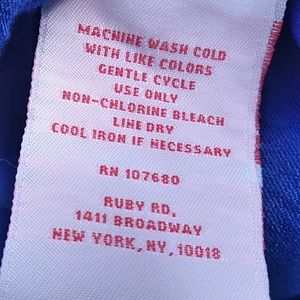 MACHINE WASH COLD
WITH LIKE COLORS
GENTLE CYCLE
USE ONLY
NON-CHLORINE BLEACH
LINE DRY
COOL IRON IF NECESSARY
RN 107680
RUBY RD.
1411 BROADWAY
NEW YORK, NY, 10018